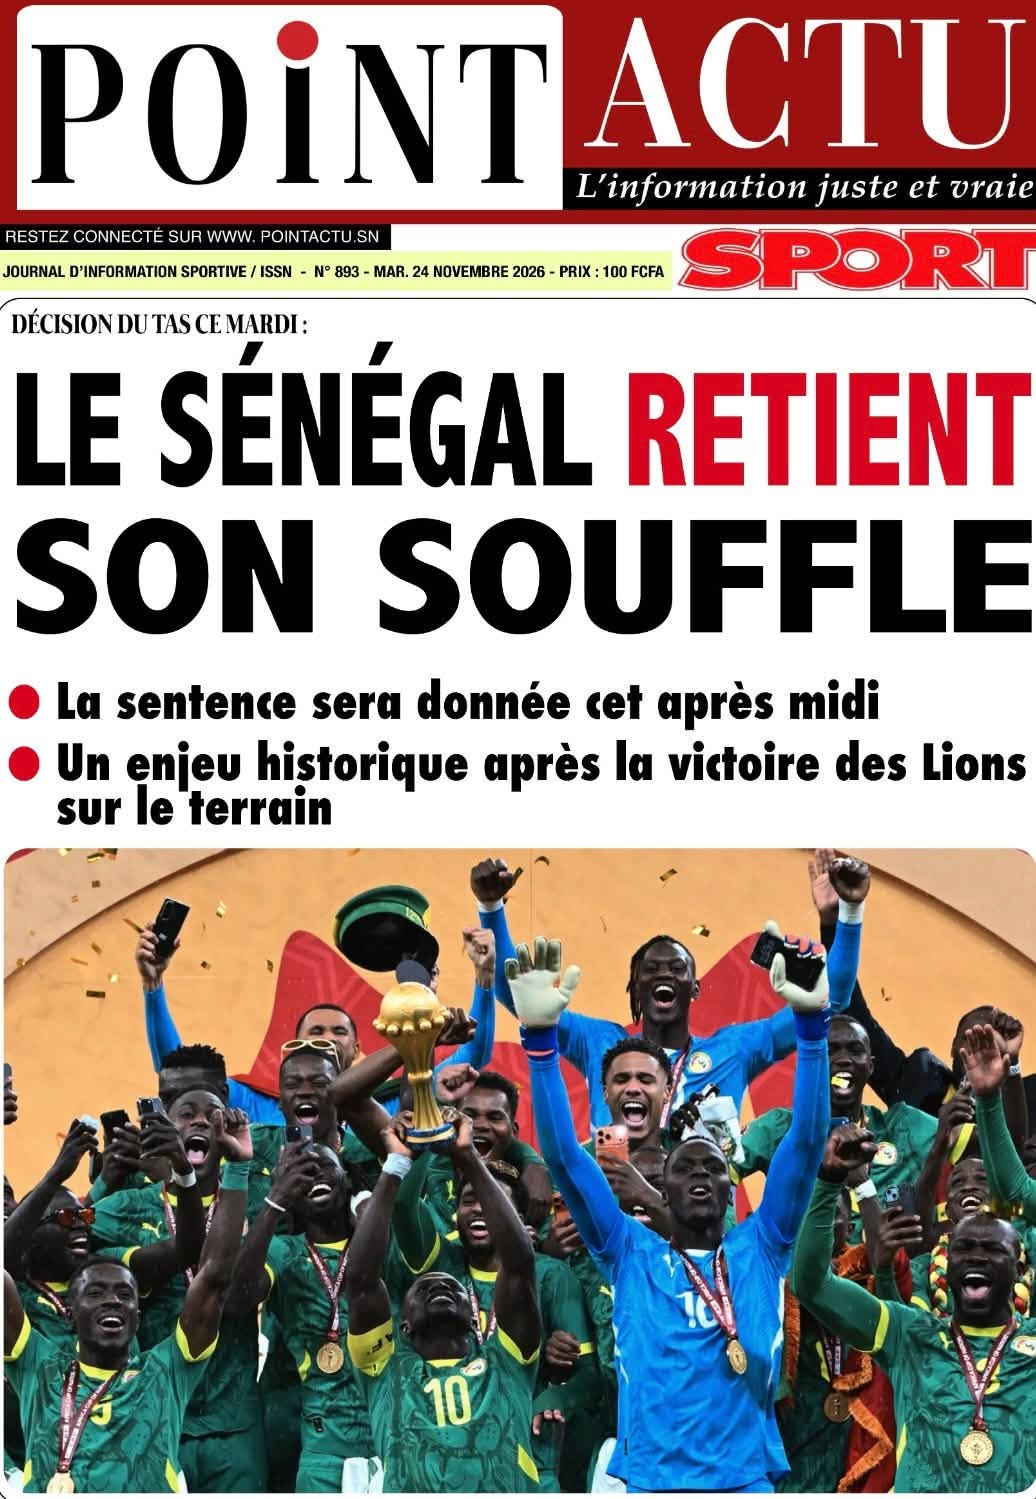 POINT ACTU
L'information juste et vraie
RESTEZ CONNECTÉ SUR WWW. POINTACTU.SN
JOURNAL D'INFORMATION SPORTIVE / ISSN - N° 893 - MAR. 24 NOVEMBRE 2026 - PRIX : 100 FCFA
SPORT
DÉCISION DU TAS CE MARDI :
LE SÉNÉGAL RETIENT
SON SOUFFLE
La sentence sera donnée cet après midi
Un enjeu historique après la victoire des Lions
sur le terrain
10
5